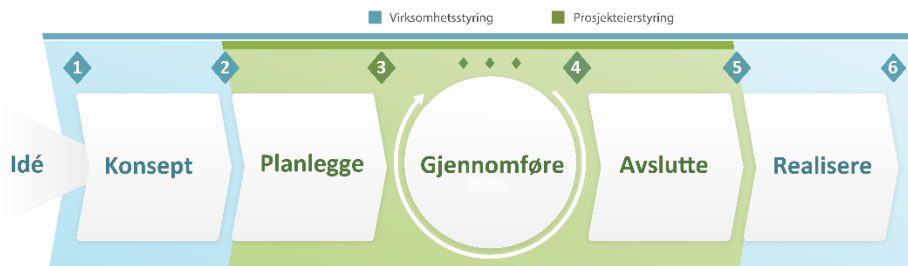 Virksomhetsstyring Prosjekteierstyring
1 2 3 4 5 6
Idé Konsept Planlegge Gjennomføre Avslutte Realisere